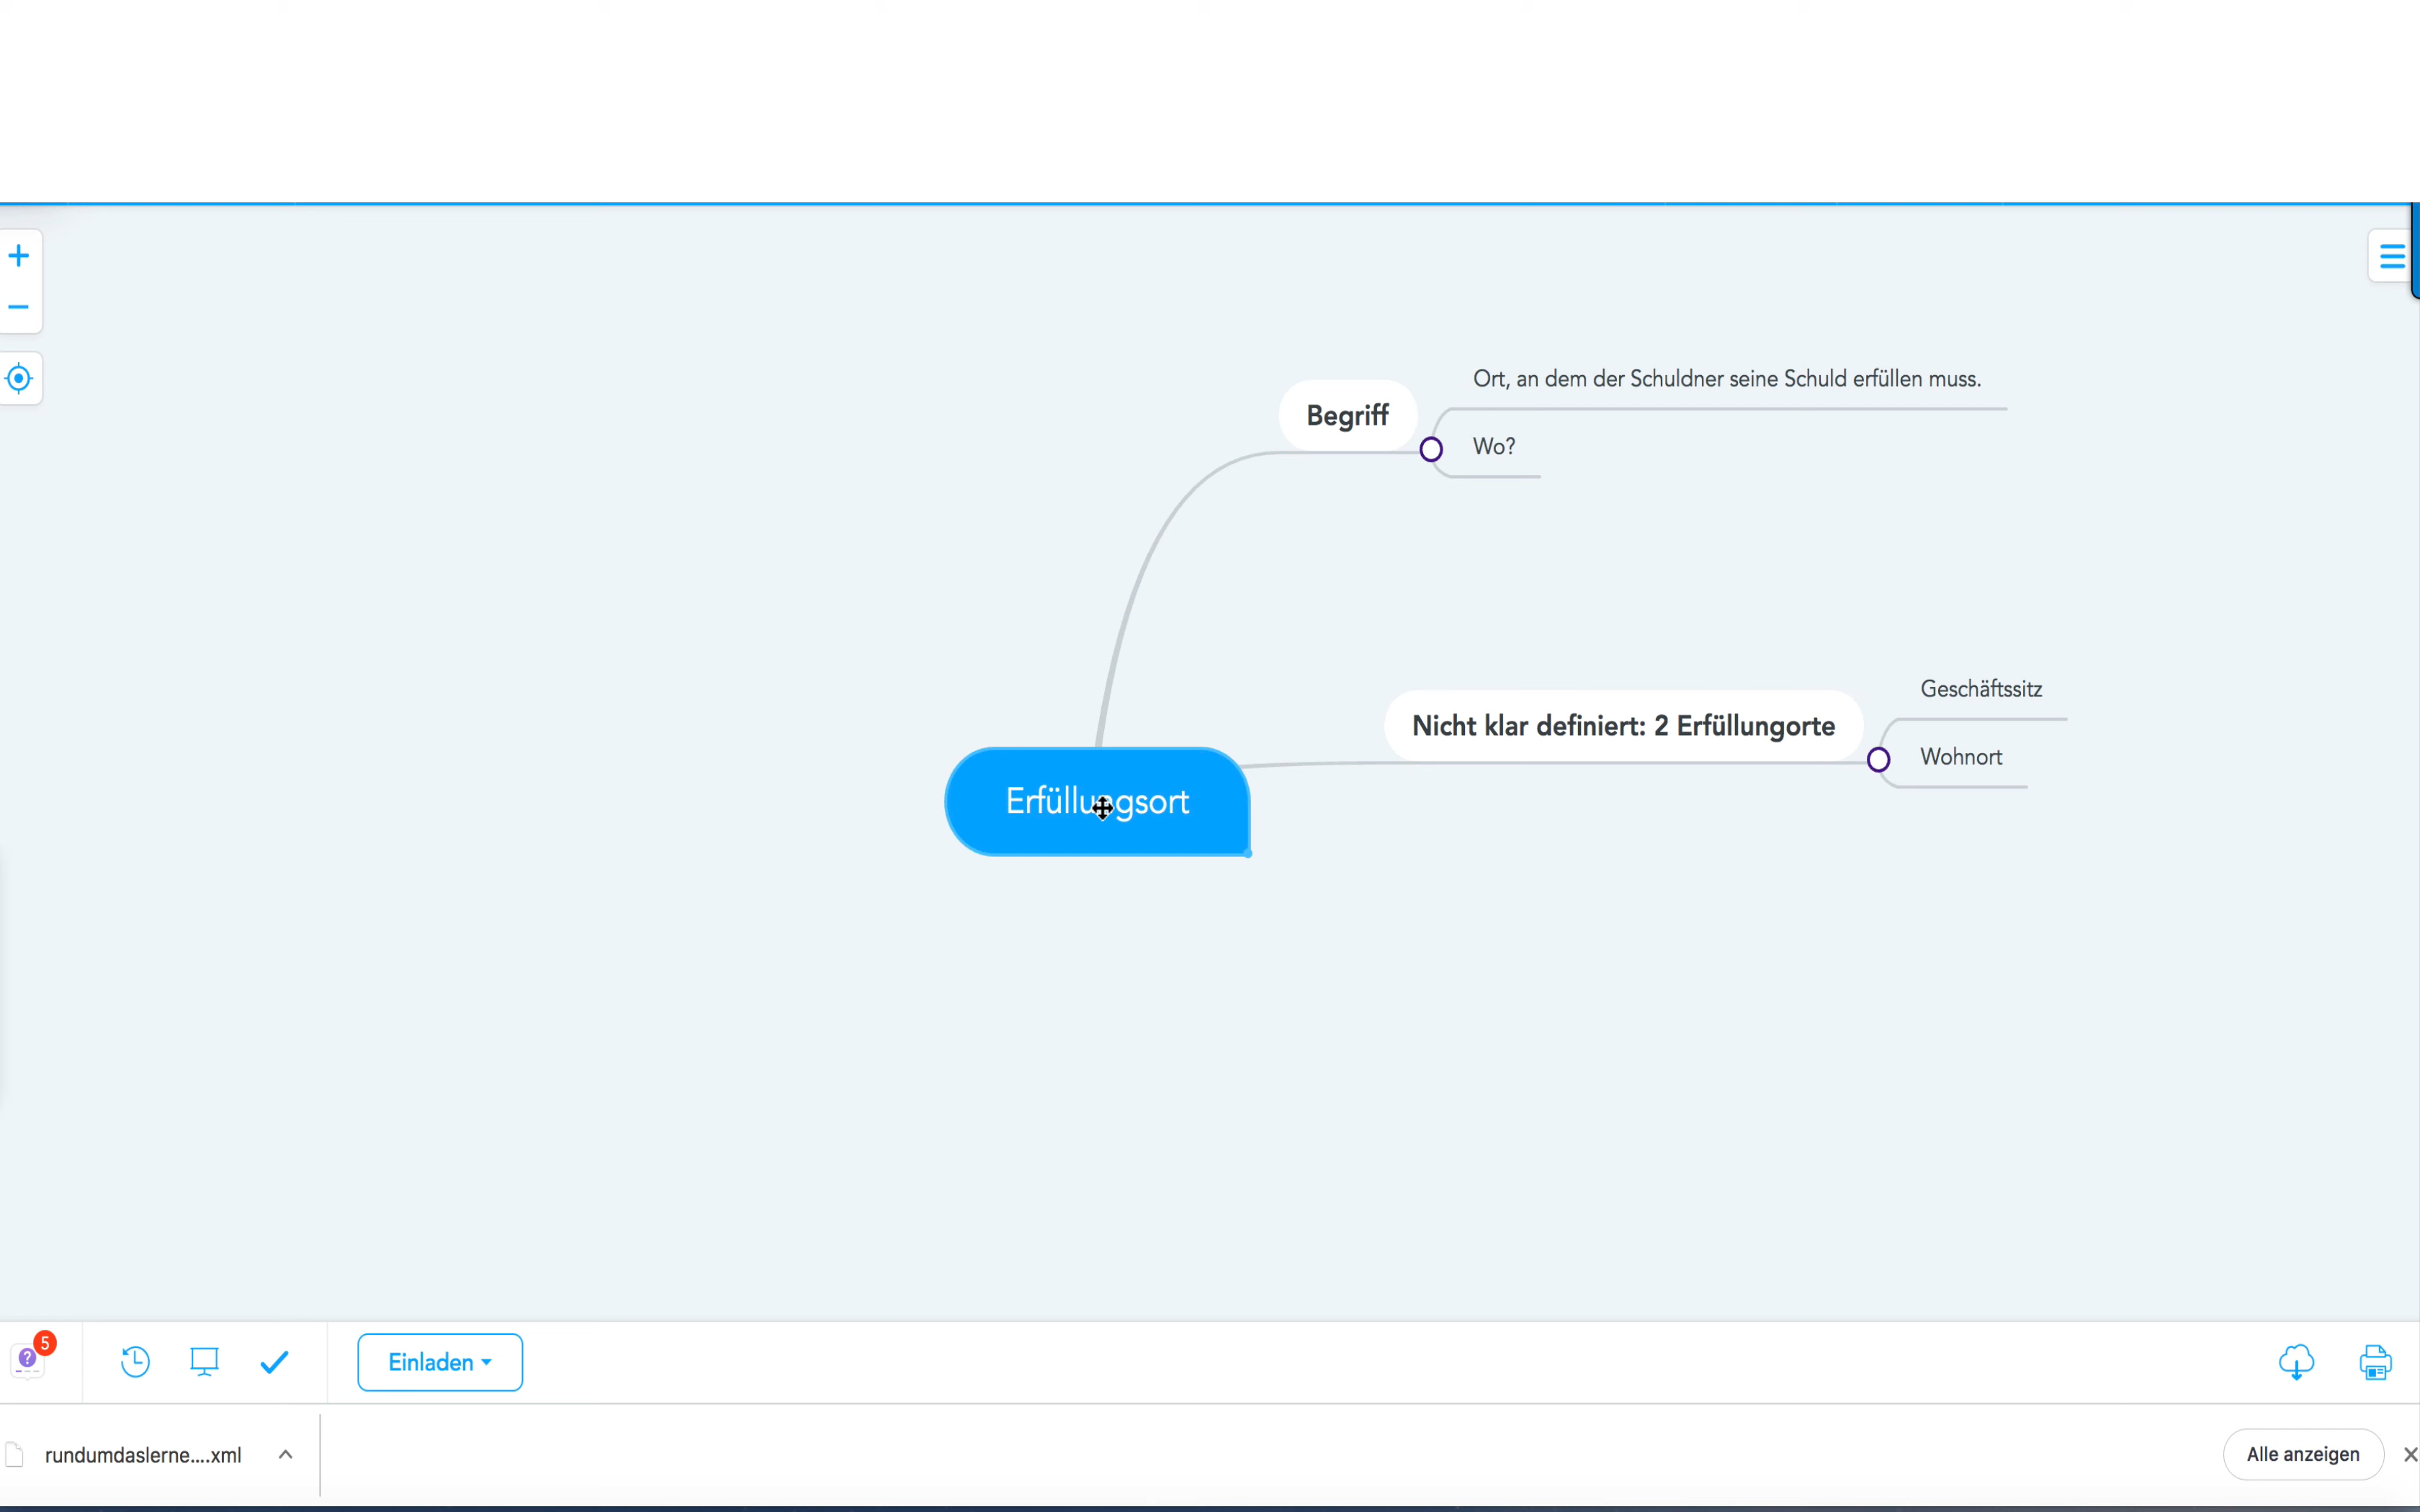 Ort, an dem der Schuldner seine Schuld erfüllen muss.
Begriff
Wo?
Geschäftssitz
Nicht klar definiert: 2 Erfüllungorte
Wohnort
Erfüllungsort
5
?
Einladen
rundumdaslerne....xml
Alle anzeigen